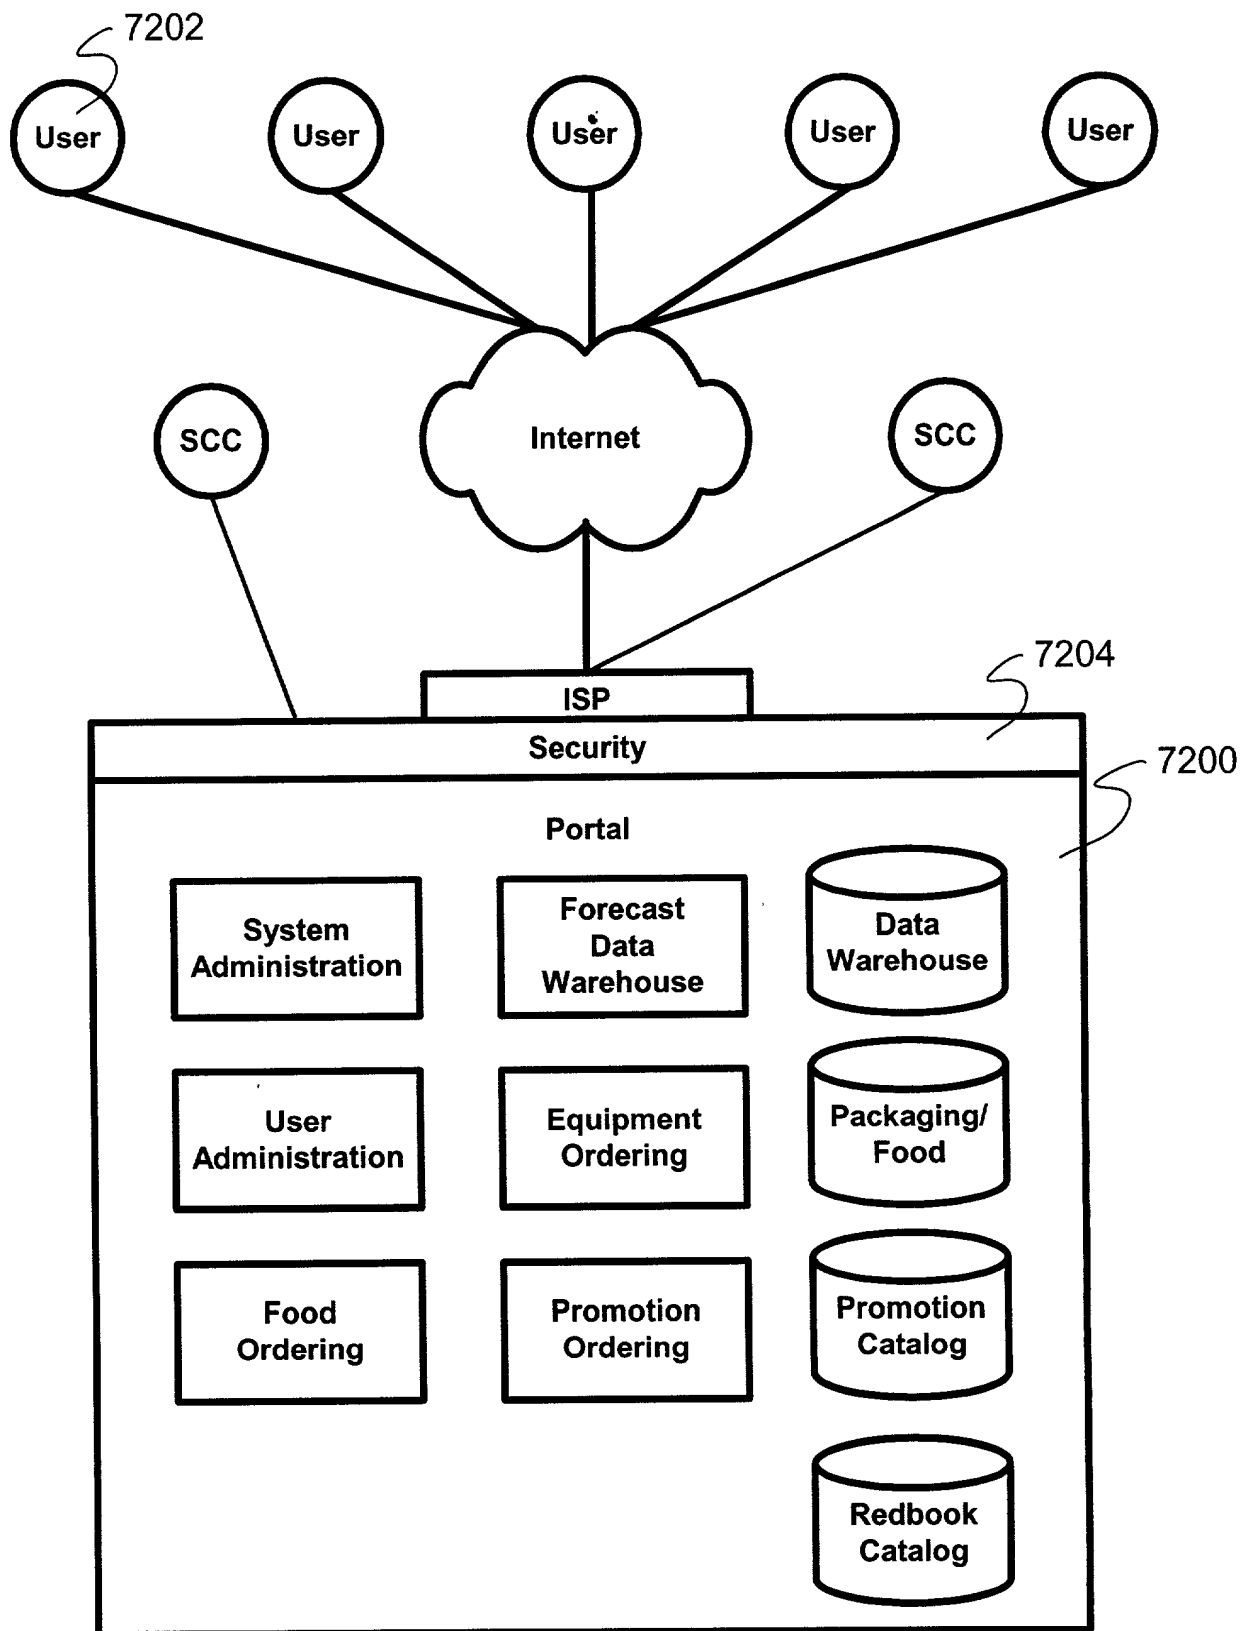 7202
User
User
User
User
User
SCC
Internet
SCC
7204
ISP
Security
7200
Portal
System
Administration
Forecast
Data
Warehouse
Data
Warehouse
User
Administration
Equipment
Ordering
Packaging/
Food
Food
Ordering
Promotion
Ordering
Promotion
Catalog
Redbook
Catalog